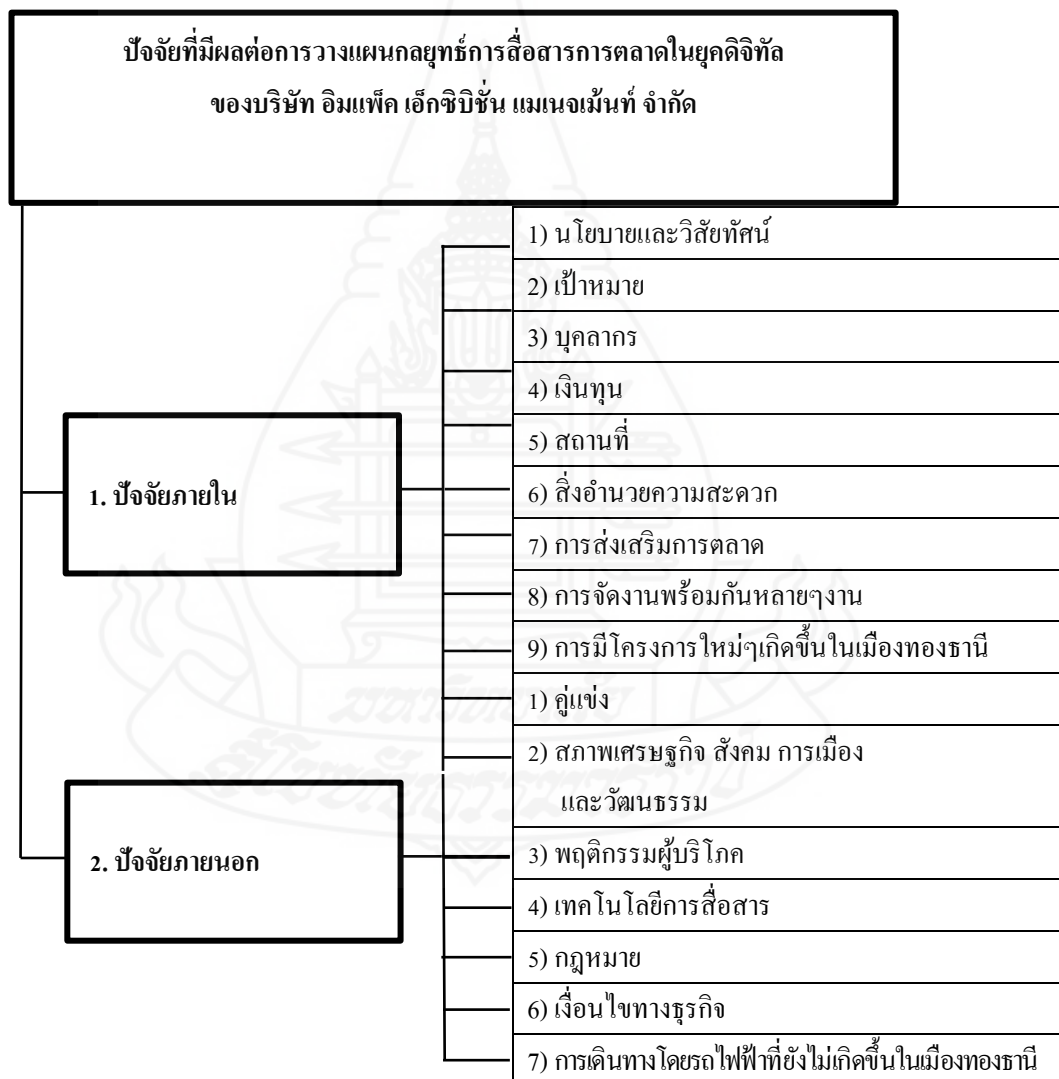 ปัจจัยที่มีผลต่อการวางแผนกลยุทธ์การสื่อสารการตลาดในยุคดิจิทัล
ของบริษัท อิมแพ็ค เอ็กซิบิชั่น แมเนจเม้นท์ จำกัด
1. ปัจจัยภายใน
1) นโยบายและวิสัยทัศน์
2) เป้าหมาย
3) บุคลากร
4) เงินทุน
5) สถานที่
6) สิ่งอำนวยความสะดวก
7) การส่งเสริมการตลาด
8) การจัดงานพร้อมกันหลายๆงาน
9) การมีโครงการใหม่ๆเกิดขึ้นในเมืองทองธานี
2. ปัจจัยภายนอก
1) คู่แข่ง
2) สภาพเศรษฐกิจ สังคม การเมือง
และวัฒนธรรม
3) พฤติกรรมผู้บริโภค
4) เทคโนโลยีการสื่อสาร
5) กฎหมาย
6) เงื่อนไขทางธุรกิจ
7) การเดินทางโดยรถไฟฟ้าที่ยังไม่เกิดขึ้นในเมืองทองธานี